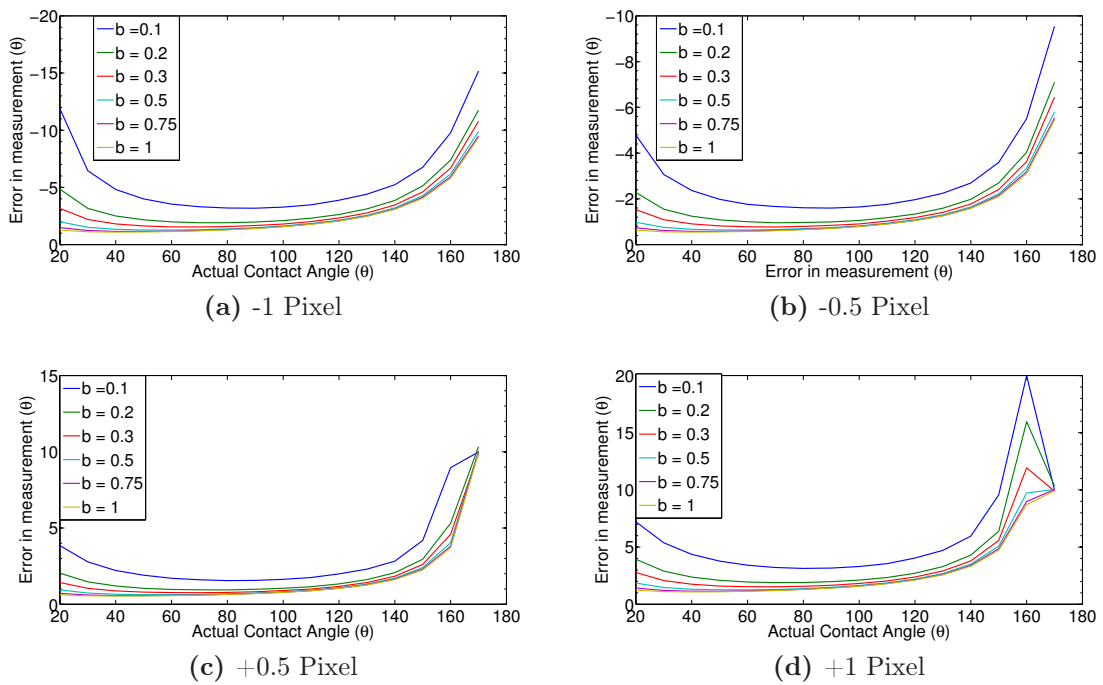 -20
-15
-10
-5
0
20 40 60 80 100 120 140 160 180
Error in measurement (θ)
Actual Contact Angle (θ)
b =0.1
b = 0.2
b = 0.3
b = 0.5
b = 0.75
b = 1
(a) -1 Pixel
-10
-8
-6
-4
-2
0
20 40 60 80 100 120 140 160 180
Error in measurement (θ)
Error in measurement (θ)
b =0.1
b = 0.2
b = 0.3
b = 0.5
b = 0.75
b = 1
(b) -0.5 Pixel
15
10
5
0
20 40 60 80 100 120 140 160 180
Error in measurement (θ)
Actual Contact Angle (θ)
b =0.1
b = 0.2
b = 0.3
b = 0.5
b = 0.75
b = 1
(c) +0.5 Pixel
20
15
10
5
0
20 40 60 80 100 120 140 160 180
Error in measurement (θ)
Actual Contact Angle (θ)
b =0.1
b = 0.2
b = 0.3
b = 0.5
b = 0.75
b = 1
(d) +1 Pixel